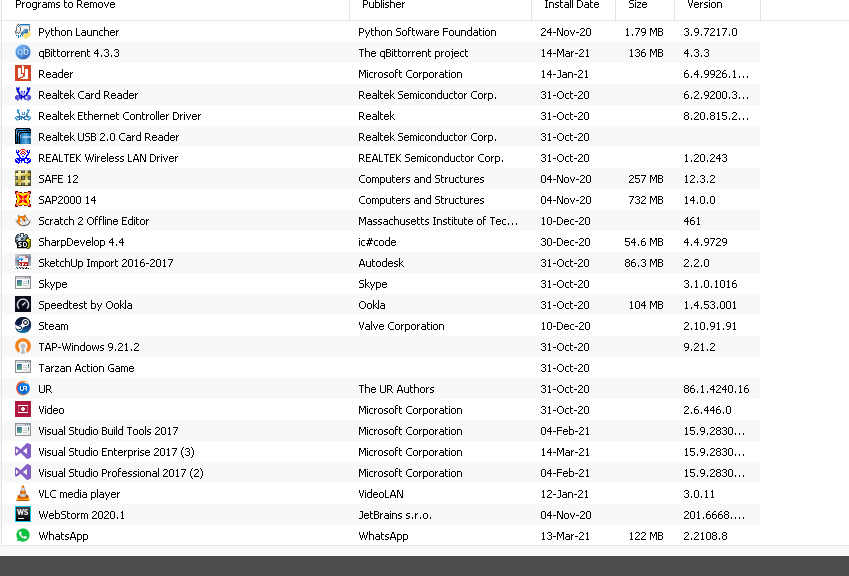 Programs to Remove Publisher Install Date Size Version
Python Launcher Python Software Foundation 24-Nov-20 1.79 MB 3.9.7217.0
qBittorrent 4.3.3 The qBittorrent project 14-Mar-21 136 MB 4.3.3
Reader Microsoft Corporation 14-Jan-21 6.4.9926.1...
Realtek Card Reader Realtek Semiconductor Corp. 31-Oct-20 6.2.9200.3...
Realtek Ethernet Controller Driver Realtek 31-Oct-20 8.20.815.2...
Realtek USB 2.0 Card Reader Realtek Semiconductor Corp. 31-Oct-20
REALTEK Wireless LAN Driver REALTEK Semiconductor Corp. 31-Oct-20 1.20.243
SAFE 12 Computers and Structures 04-Nov-20 257 MB 12.3.2
SAP2000 14 Computers and Structures 04-Nov-20 732 MB 14.0.0
Scratch 2 Offline Editor Massachusetts Institute of Tec... 10-Dec-20 461
SharpDevelop 4.4 ic#code 30-Dec-20 54.6 MB 4.4.9729
SketchUp Import 2016-2017 Autodesk 31-Oct-20 86.3 MB 2.2.0
Skype Skype 31-Oct-20 3.1.0.1016
Speedtest by Ookla Ookla 31-Oct-20 104 MB 1.4.53.001
Steam Valve Corporation 10-Dec-20 2.10.91.91
TAP-Windows 9.21.2 31-Oct-20 9.21.2
Tarzan Action Game 31-Oct-20
UR UR The UR Authors 31-Oct-20 86.1.4240.16
Video Microsoft Corporation 31-Oct-20 2.6.446.0
Visual Studio Build Tools 2017 Microsoft Corporation 04-Feb-21 15.9.2830...
Visual Studio Enterprise 2017 (3) Microsoft Corporation 14-Mar-21 15.9.2830...
Visual Studio Professional 2017 (2) Microsoft Corporation 04-Feb-21 15.9.2830...
VLC media player VideoLAN 12-Jan-21 3.0.11
WS WebStorm 2020.1 JetBrains s.r.o. 04-Nov-20 201.6668....
WhatsApp WhatsApp 13-Mar-21 122 MB 2.2108.8